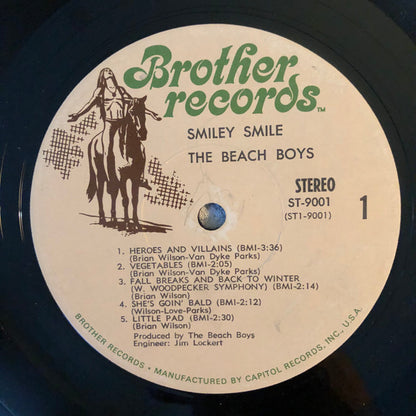 Brother
records™
SMILEY SMILE
THE BEACH BOYS
STEREO
ST-9001
(ST1-9001)
1
1. HEROES AND VILLAINS (BMI-3:36)
(Brian Wilson-Van Dyke Parks)
2. VEGETABLES (BMI-2:05)
(Brian Wilson-Van Dyke Parks)
3. FALL BREAKS AND BACK TO WINTER
(W. WOODPECKER SYMPHONY) (BMI-2:14)
(Brian Wilson)
4. SHE'S GOIN' BALD (BMI-2:12)
(Wilson-Love-Parks)
5. LITTLE PAD (BMI-2:30)
(Brian Wilson)
Produced by The Beach Boys
Engineer: Jim Lockert
BROTHER RECORDS • MANUFACTURED BY CAPITOL RECORDS, INC., U.S.A.